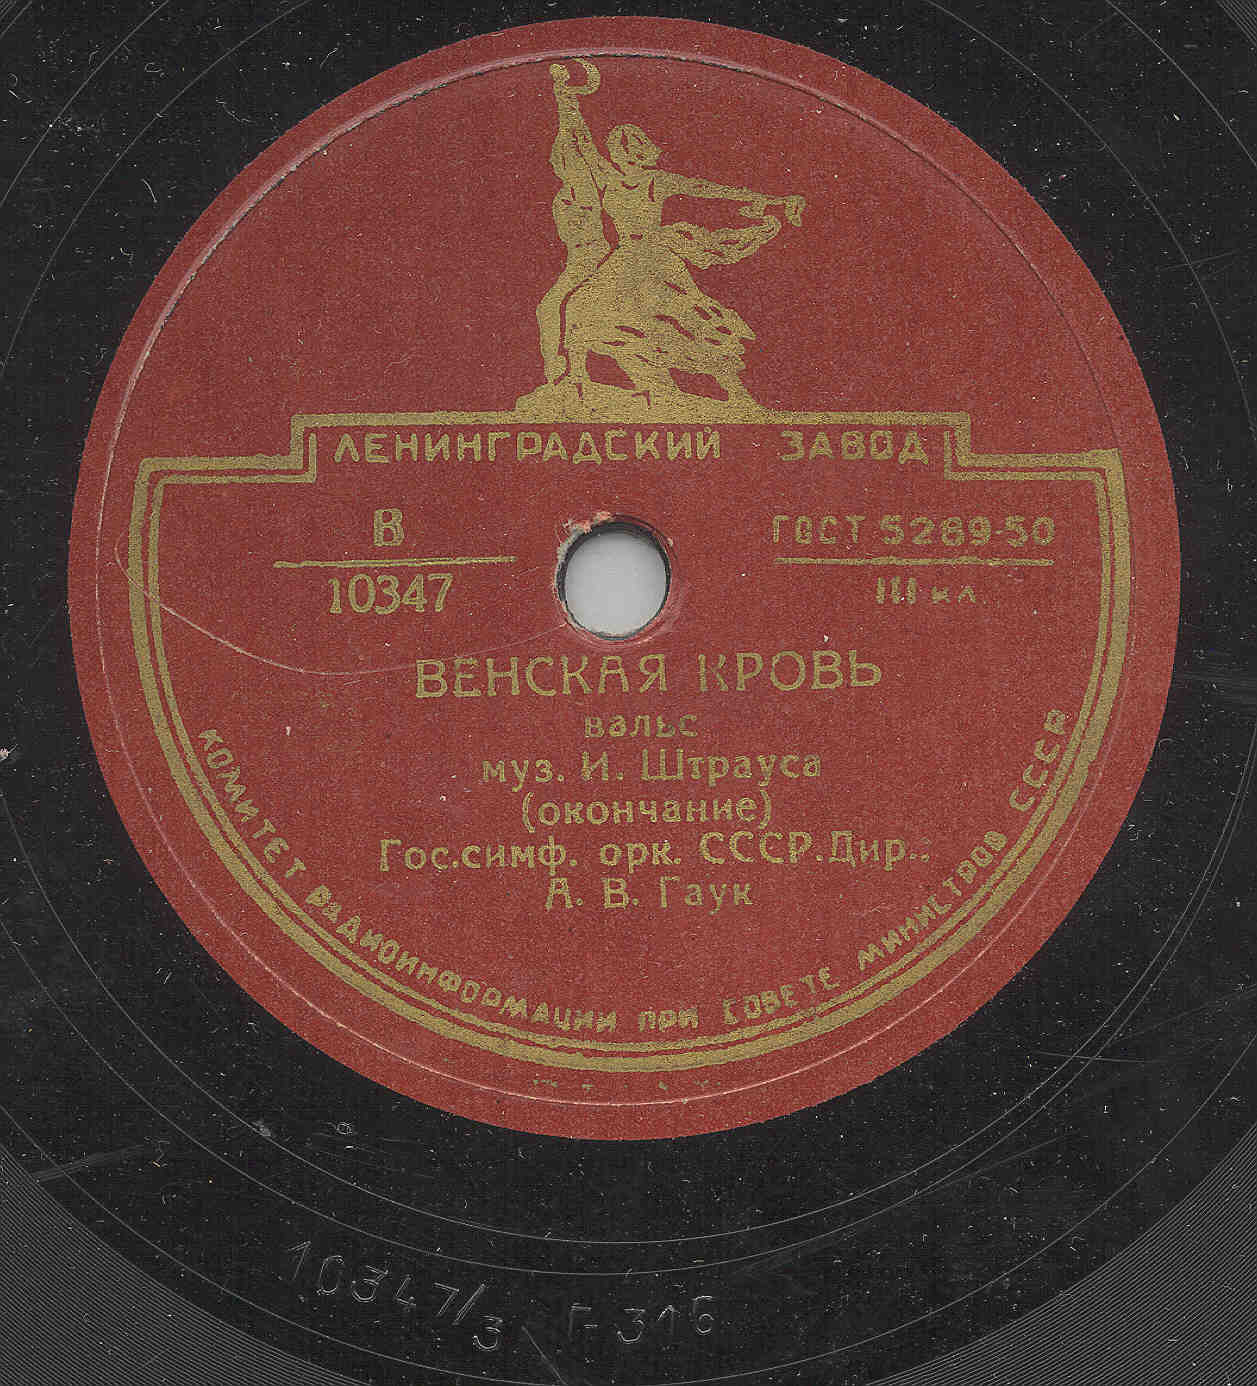 ЛЕНИНГРАДСКИЙ ЗАВОД
В
10347
ГОСТ 5289-50
III кл.
ВЕНСКАЯ КРОВЬ
вальс
муз. И. Штрауса
(окончание)
Гос.симф. орк. СССР.Дир..
А. В. Гаук
КОМИТЕТ РАДИОИНФОРМАЦИИ ПРИ СОВЕТЕ МИНИСТРОВ СССР
10347/3 Г-316